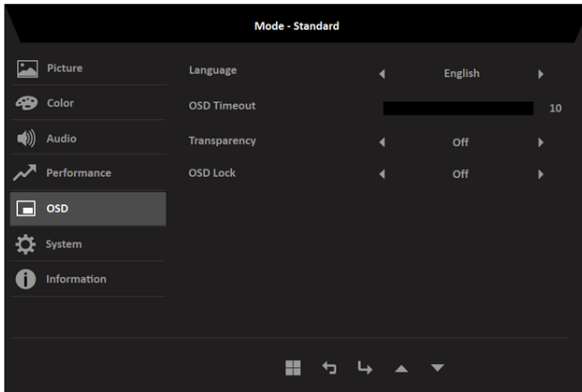 Mode - Standard
Picture
Color
Audio
Performance
OSD
System
Information
Language
English
OSD Timeout
10
Transparency
Off
OSD Lock
Off